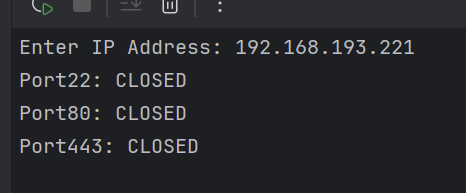 Enter IP Address: 192.168.193.221
Port22: CLOSED
Port80: CLOSED
Port443: CLOSED